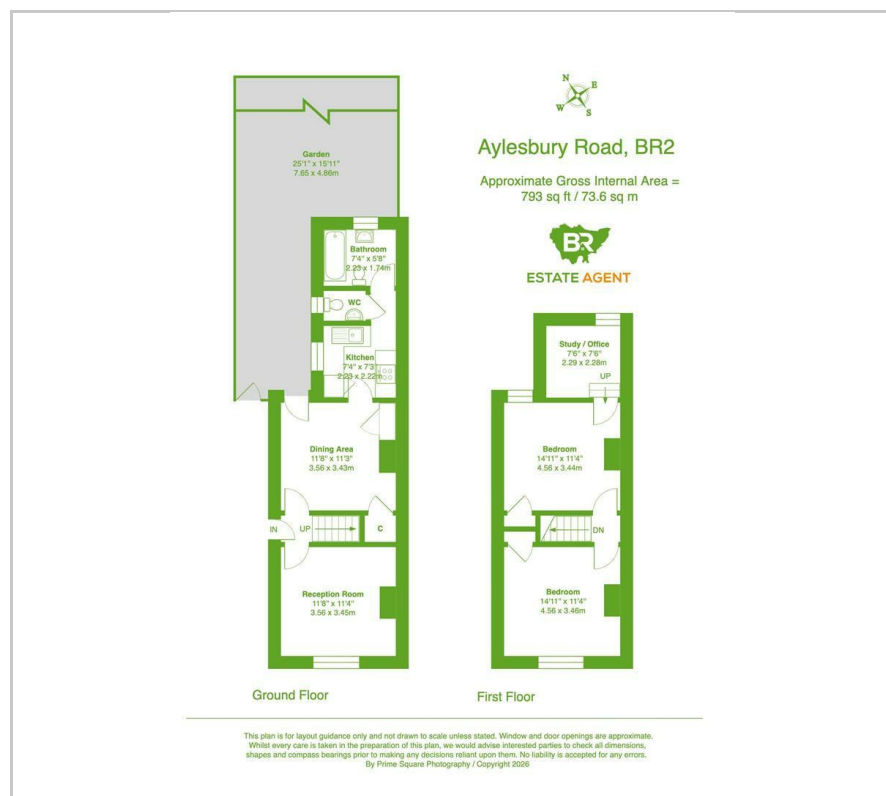 N
E
W
S
Aylesbury Road, BR2
Approximate Gross Internal Area =
793 sq ft / 73.6 sq m
BR
ESTATE AGENT
Garden
25'1" x 15'11"
7.65 x 4.86m
Bathroom
7'4" x 5'8"
2.23 x 1.74m
WC
Kitchen
7'4" x 7'3"
2.23 x 2.22m
Dining Area
11'8" x 11'3"
3.56 x 3.43m
IN
UP
C
Reception Room
11'8" x 11'4"
3.56 x 3.45m
Ground Floor
Study / Office
7'6" x 7'6"
2.29 x 2.28m
UP
Bedroom
14'11" x 11'4"
4.56 x 3.44m
DN
Bedroom
14'11" x 11'4"
4.56 x 3.46m
First Floor
This plan is for layout guidance only and not drawn to scale unless stated. Window and door openings are approximate.
Whilst every care is taken in the preparation of this plan, we would advise interested parties to check all dimensions,
shapes and compass bearings prior to making any decisions reliant upon them. No liability is accepted for any errors.
By Prime Square Photography / Copyright 2026